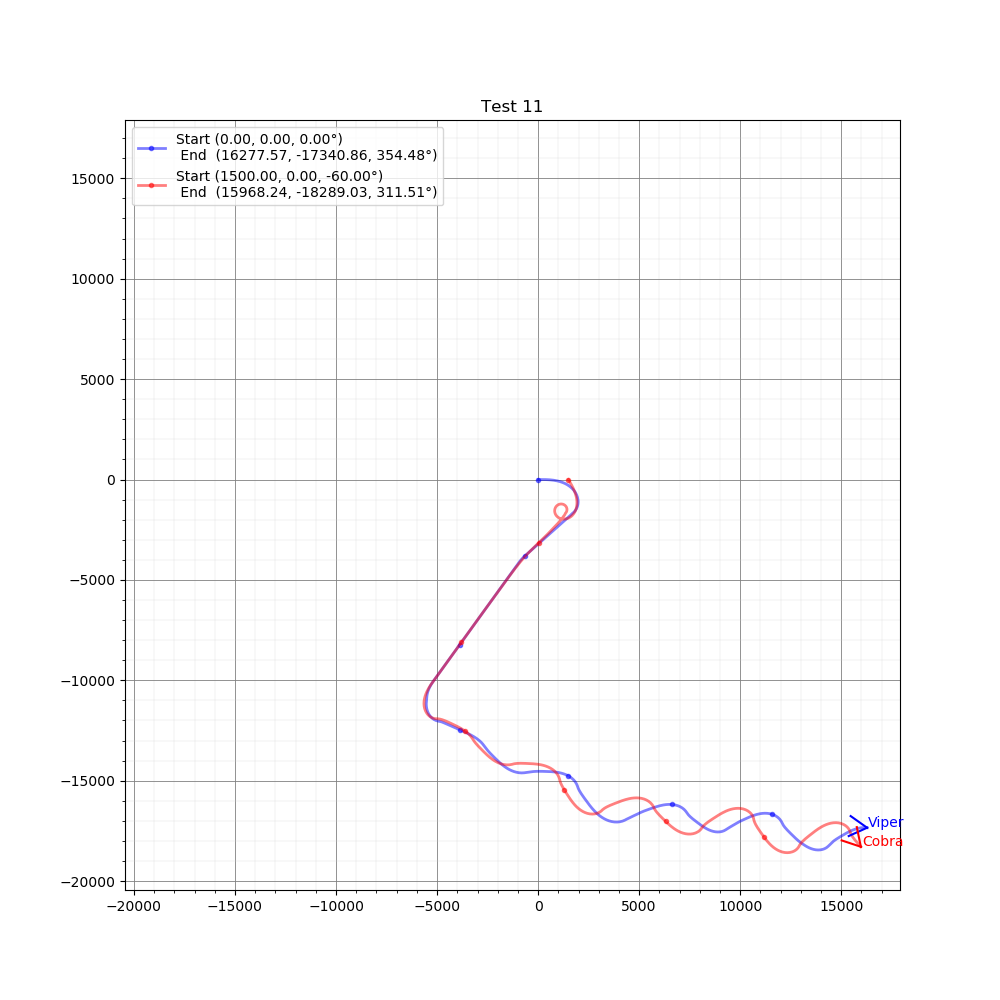 Test 11
Start (0.00, 0.00, 0.00°)
End  (16277.57, -17340.86, 354.48°)
Start (1500.00, 0.00, -60.00°)
End  (15968.24, -18289.03, 311.51°)
15000
10000
5000
0
−5000
−10000
−15000
−20000
Viper
Cobra
−20000 −15000 −10000 −5000 0 5000 10000 15000